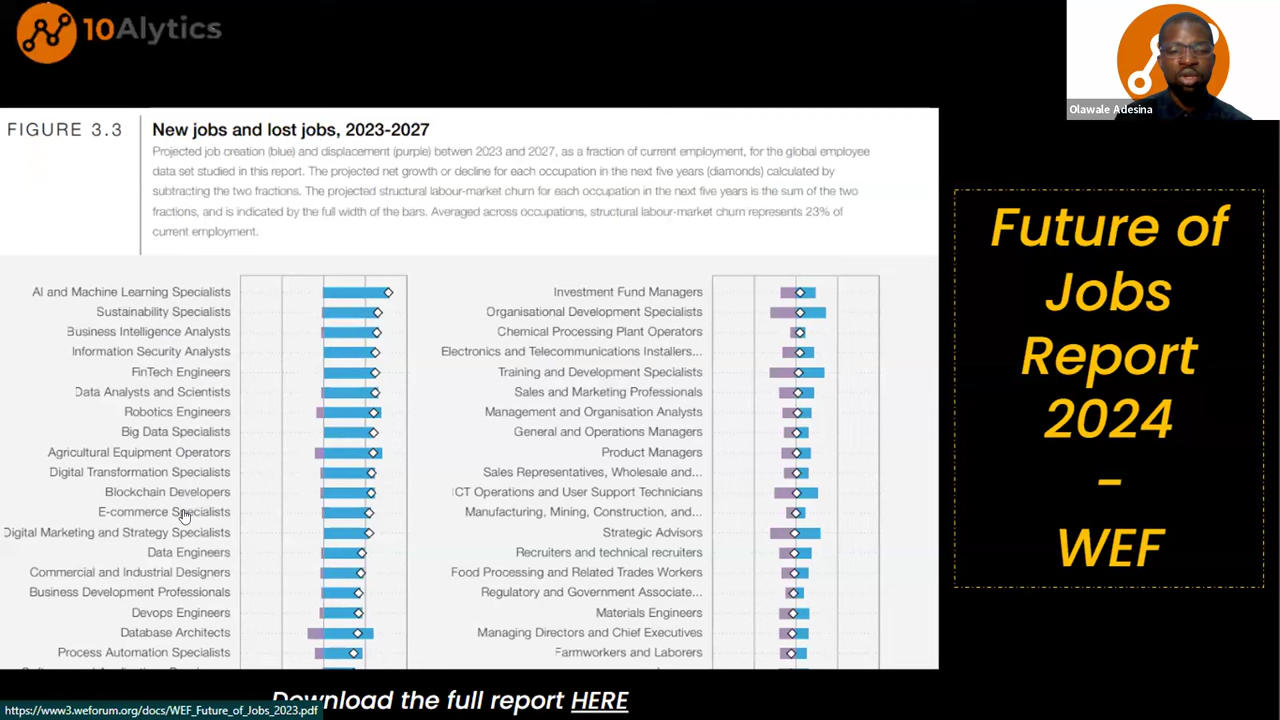 10Alytics
Olawale Adesina
FIGURE 3.3
New jobs and lost jobs, 2023-2027
Projected job creation (blue) and displacement (purple) betwen 2023 and 2027, as a fraction of current employment, for the global employee
data set studied in this report. The projected net growth or decline for each occupation in the next five years (diamonds) calculated by
subtracting the two fractions. The projected structural labour-market churn for each occupation in the next five years is the sum of the two
fractions, and is indicated by the full width of the bars. Averaged across occupations, structural labour-market churn represents 23% of
current employment.
AI and Machine Learning Specialists
Sustainability Specialists
Business Intelligence Analysts
Information Security Analysts
FinTech Engineers
Data Analysts and Scientists
Robotics Engineers
Big Data Specialists
Agricultural Equipment Operators
Digital Transformation Specialists
Blockchain Developers
E-commerce Specialists
Digital Marketing and Strategy Specialists
Data Engineers
Commercial and Industrial Designers
Business Development Professionals
Devops Engineers
Database Architects
Process Automation Specialists
Investment Fund Managers
Organisational Development Specialists
Chemical Processing Plant Operators
Electronics and Telecommunications Installers...
Training and Development Specialists
Sales and Marketing Professionals
Management and Organisation Analysts
General and Operations Managers
Product Managers
Sales Representatives, Wholesale and...
ICT Operations and User Support Technicians
Manufacturing, Mining, Construction, and...
Strategic Advisors
Recruiters and technical recruiters
Food Processing and Related Trades Workers
Regulatory and Government Associate...
Materials Engineers
Managing Directors and Chief Executives
Farmworkers and Laborers
Future of
Jobs
Report
2024
–
WEF
Download the full report HERE
https://www3.weforum.org/docs/WEF_Future_of_Jobs_2023.pdf